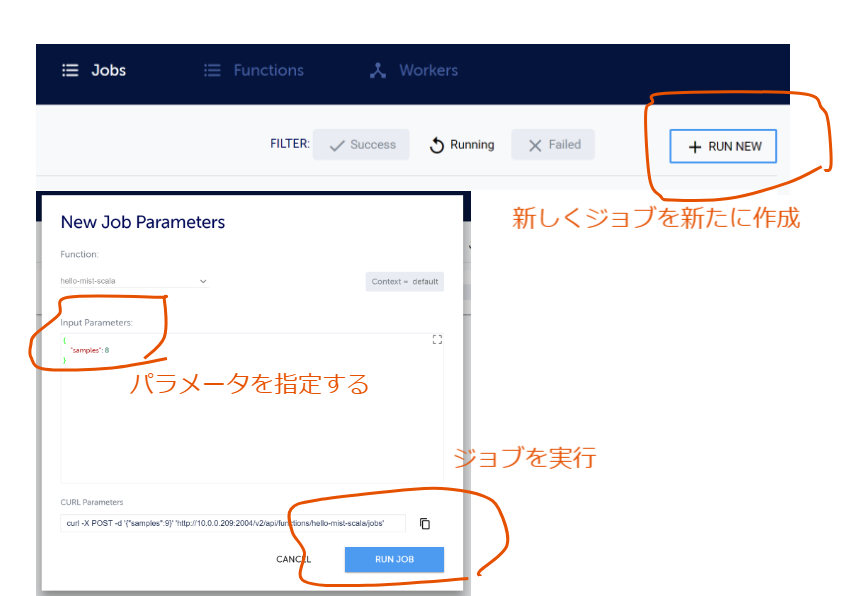 Jobs Functions Workers
FILTER: Success Running Failed + RUN NEW
新しくジョブを新たに作成
New Job Parameters
Function:
hello-mist-scala Context = default
Input Parameters:
{
"samples": 8
}
パラメータを指定する
ジョブを実行
CURL Parameters
curl -X POST -d '{"samples":9}' 'http://10.0.0.209:2004/v2/api/functions/hello-mist-scala/jobs'
CANCEL RUN JOB